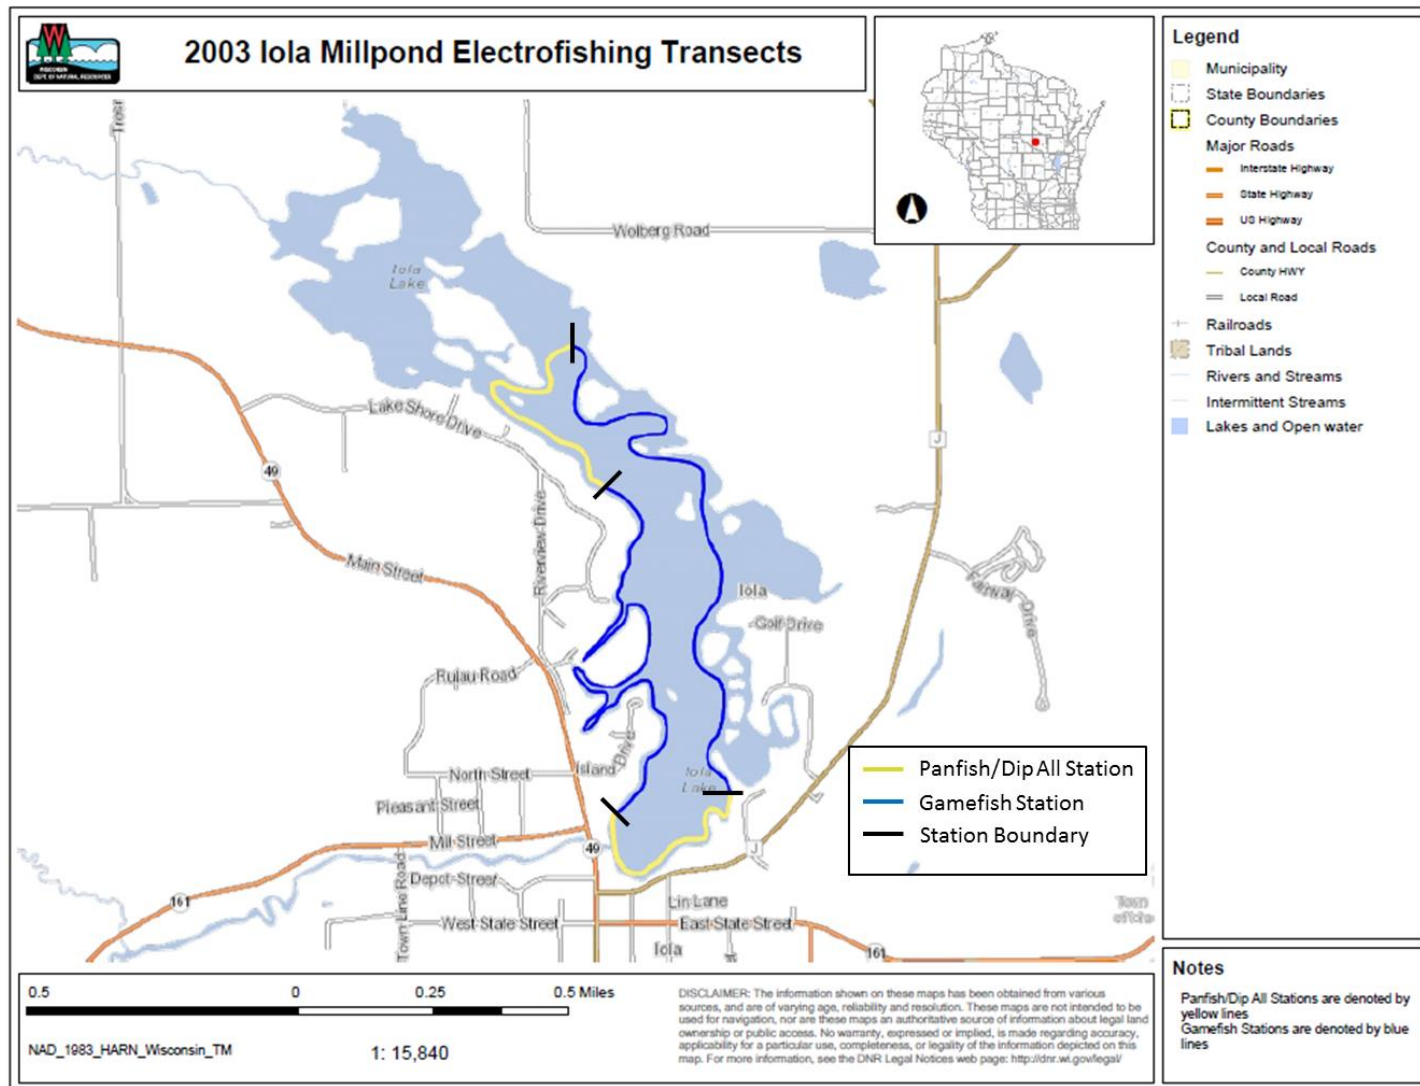 2003 Iola Millpond Electrofishing Transects
WISCONSIN
DEPT. OF NATURAL RESOURCES
Wolberg Road
Iola
Lake
Lake Shore Drive
49
J
Riverview Drive
Main Street
Fairway Drive
Iola
Golf Drive
Rulau Road
Island Drive
North Street
Iola
Lake
Pleasant Street
Mill Street
49
J
Depot Street
161
Town Line Road
Lin Lane
West State Street
East State Street
Iola
161
Town
Panfish/Dip All Station
Gamefish Station
Station Boundary
Legend
Municipality
State Boundaries
County Boundaries
Major Roads
Interstate Highway
State Highway
US Highway
County and Local Roads
County HWY
Local Road
Railroads
Tribal Lands
Rivers and Streams
Intermittent Streams
Lakes and Open water
0.5 0 0.25 0.5 Miles
NAD_1983_HARN_Wisconsin_TM
1: 15,840
DISCLAIMER: The information shown on these maps has been obtained from various
sources, and are of varying age, reliability and resolution. These maps are not intended to be
used for navigation, nor are these maps an authoritative source of information about legal land
ownership or public access. No warranty, expressed or implied, is made regarding accuracy,
applicability for a particular use, completeness, or legality of the information depicted on this
map. For more information, see the DNR Legal Notices web page: http://dnr.wi.gov/legal/
Notes
Panfish/Dip All Stations are denoted by
yellow lines
Gamefish Stations are denoted by blue
lines